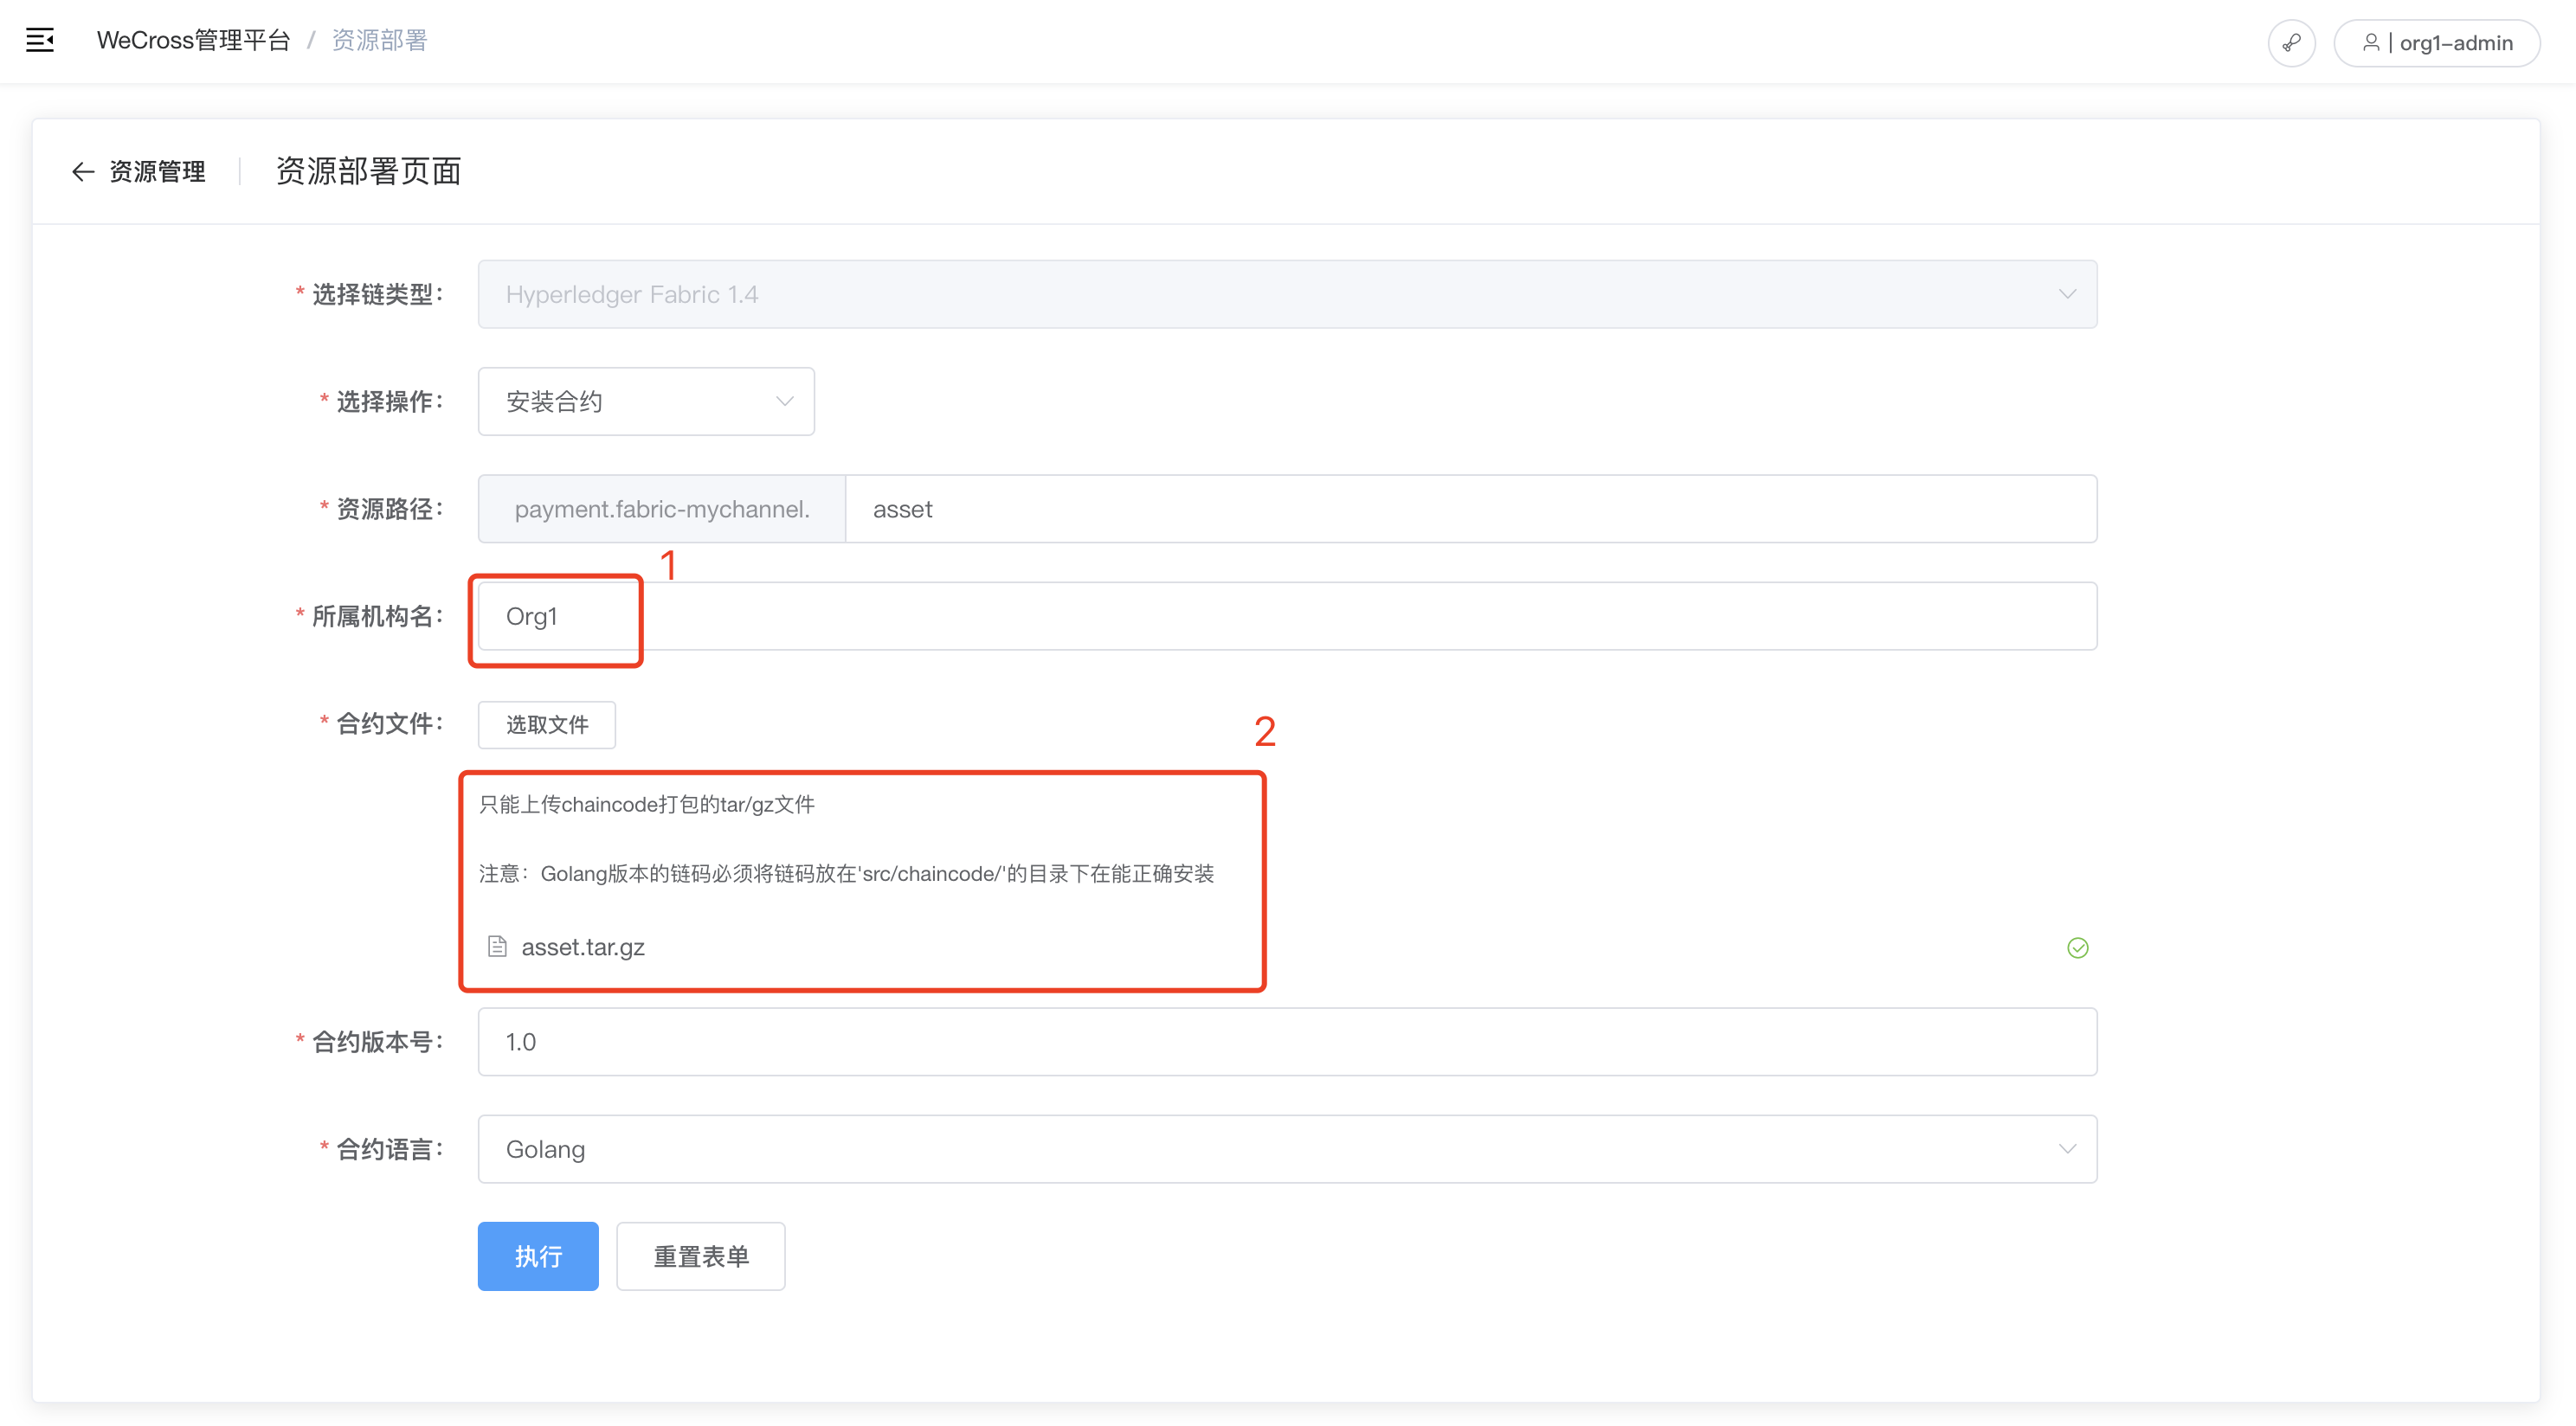 WeCross管理平台 / 资源部署
org1-admin
资源管理 资源部署页面
* 选择链类型： Hyperledger Fabric 1.4
* 选择操作： 安装合约
* 资源路径： payment.fabric-mychannel. asset
1
* 所属机构名： Org1
* 合约文件： 选取文件
2
只能上传chaincode打包的tar/gz文件
注意：Golang版本的链码必须将链码放在'src/chaincode/'的目录下在能正确安装
asset.tar.gz
* 合约版本号： 1.0
* 合约语言： Golang
执行 重置表单